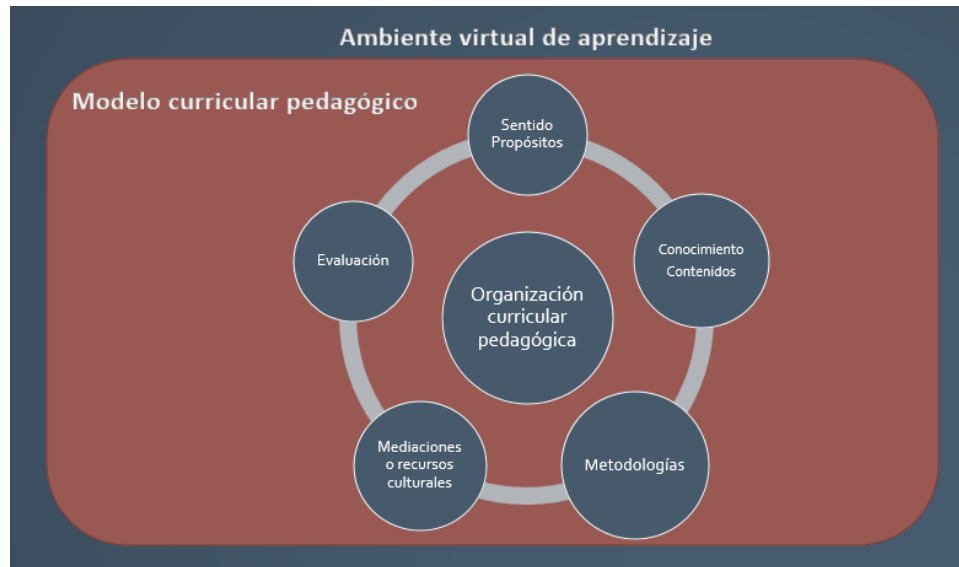 Ambiente virtual de aprendizaje
Modelo curricular pedagógico
Sentido
Propósitos
Conocimiento
Contenidos
Metodologías
Mediaciones
o recursos
culturales
Evaluación
Organización
curricular
pedagógica